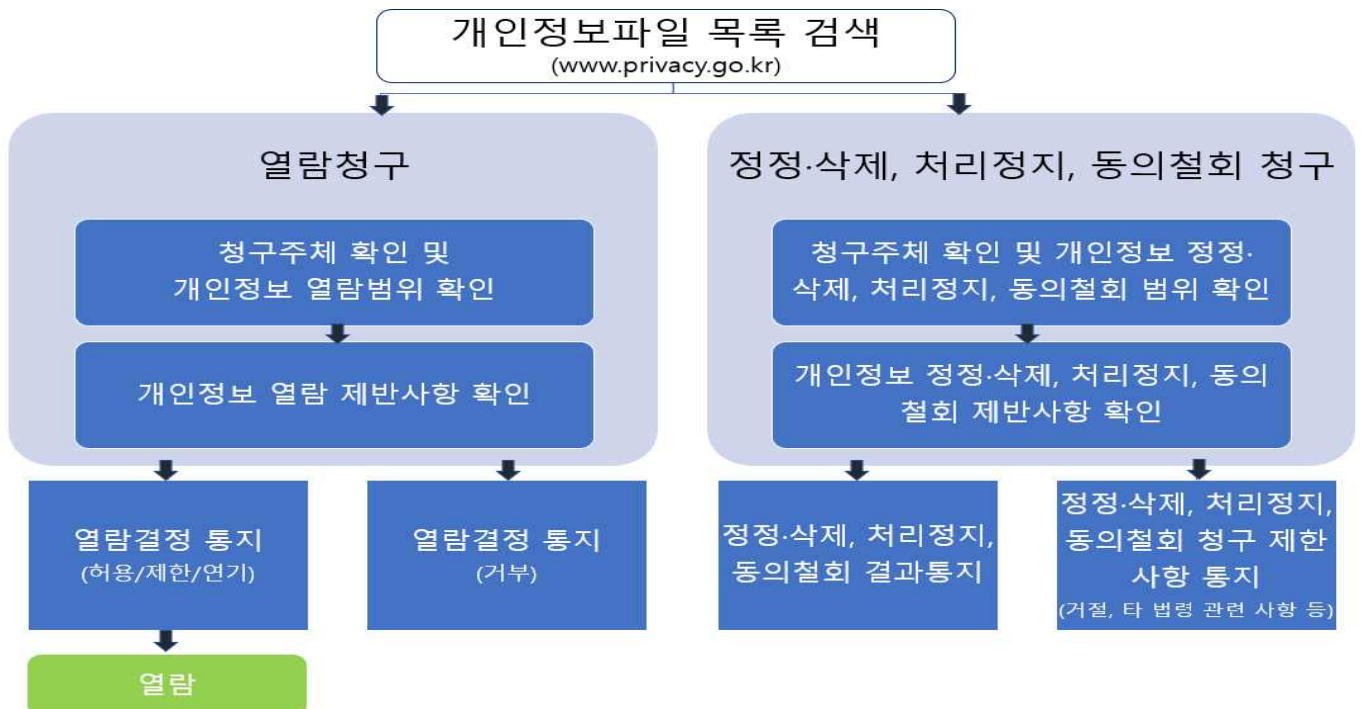 개인정보파일 목록 검색
(www.privacy.go.kr)
열람청구
청구주체 확인 및
개인정보 열람범위 확인
개인정보 열람 제반사항 확인
열람결정 통지
(허용/제한/연기)
열람결정 통지
(거부)
열람
정정·삭제, 처리정지, 동의철회 청구
청구주체 확인 및 개인정보 정정·
삭제, 처리정지, 동의철회 범위 확인
개인정보 정정·삭제, 처리정지, 동의
철회 제반사항 확인
정정·삭제, 처리정지,
동의철회 결과통지
정정·삭제, 처리정지,
동의철회 청구 제한
사항 통지
(거절, 타 법령 관련 사항 등)